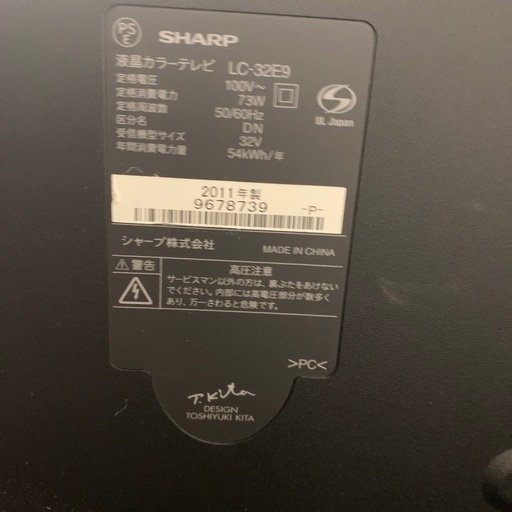 PS
E
SHARP
液晶カラーテレビ LC-32E9
定格電圧 100V~
定格消費電力 73W
定格周波数 50/60Hz
区分名 DN
受信機型サイズ 32V
年間消費電力量 54kWh/年
S
UL Japan
2011年製
9678739 -P-
シャープ株式会社 MADE IN CHINA
警告
高圧注意
サービスマン以外の方は、裏ぶたをあけない
でください。内部には高電圧部分が数多く
あり、万一さわると危険です。
>PC<
T.Kita
DESIGN
TOSHIYUKI KITA